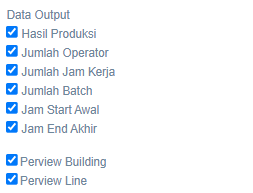 Data Output
Hasil Produksi
Jumlah Operator
Jumlah Jam Kerja
Jumlah Batch
Jam Start Awal
Jam End Akhir
Perview Building
Perview Line